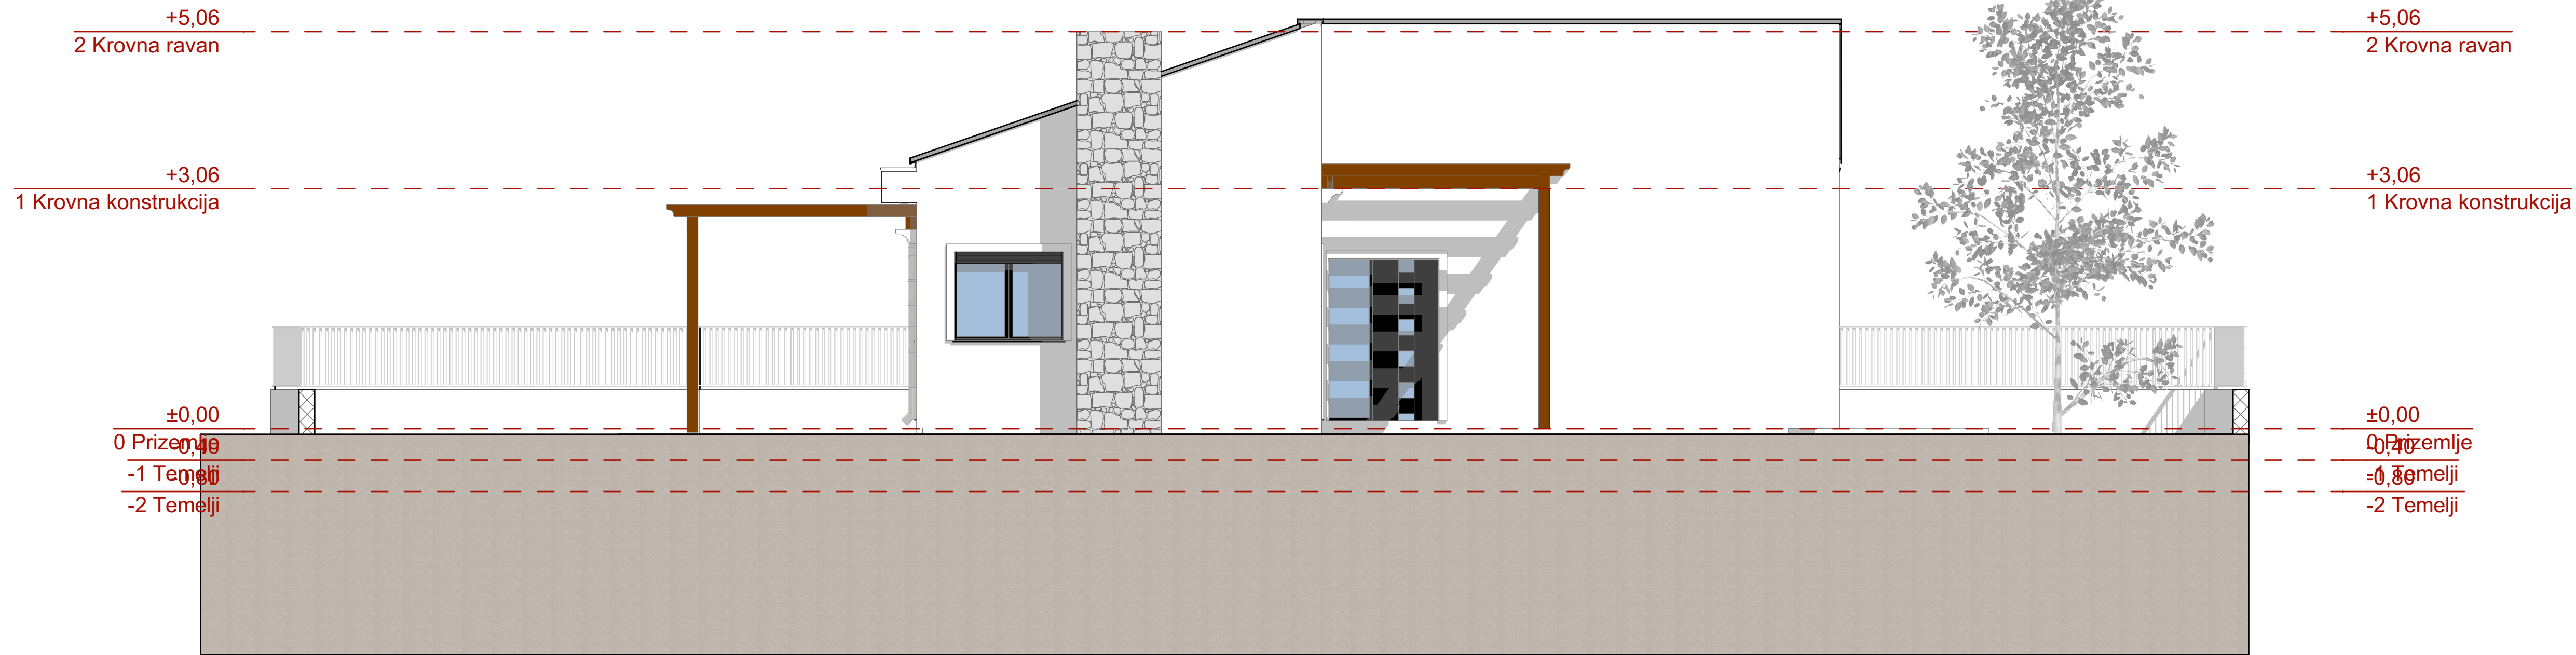 +5,06
2 Krovna ravan
+3,06
1 Krovna konstrukcija
±0,00
0 Prizemlje
-0,40
-1 Temelji
-0,80
-2 Temelji
+5,06
2 Krovna ravan
+3,06
1 Krovna konstrukcija
±0,00
0 Prizemlje
-0,40
-1 Temelji
-0,80
-2 Temelji